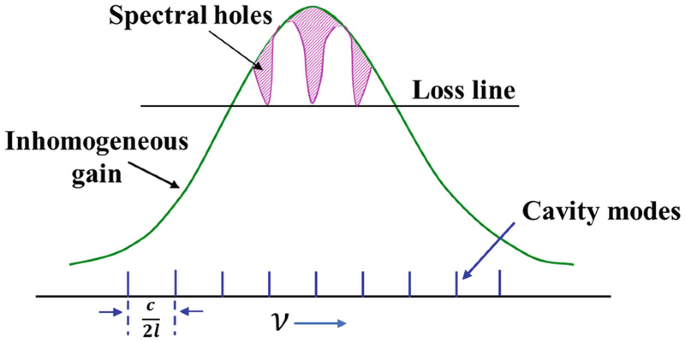 Spectral holes
Loss line
Inhomogeneous
gain
Cavity modes
c
2l
ν